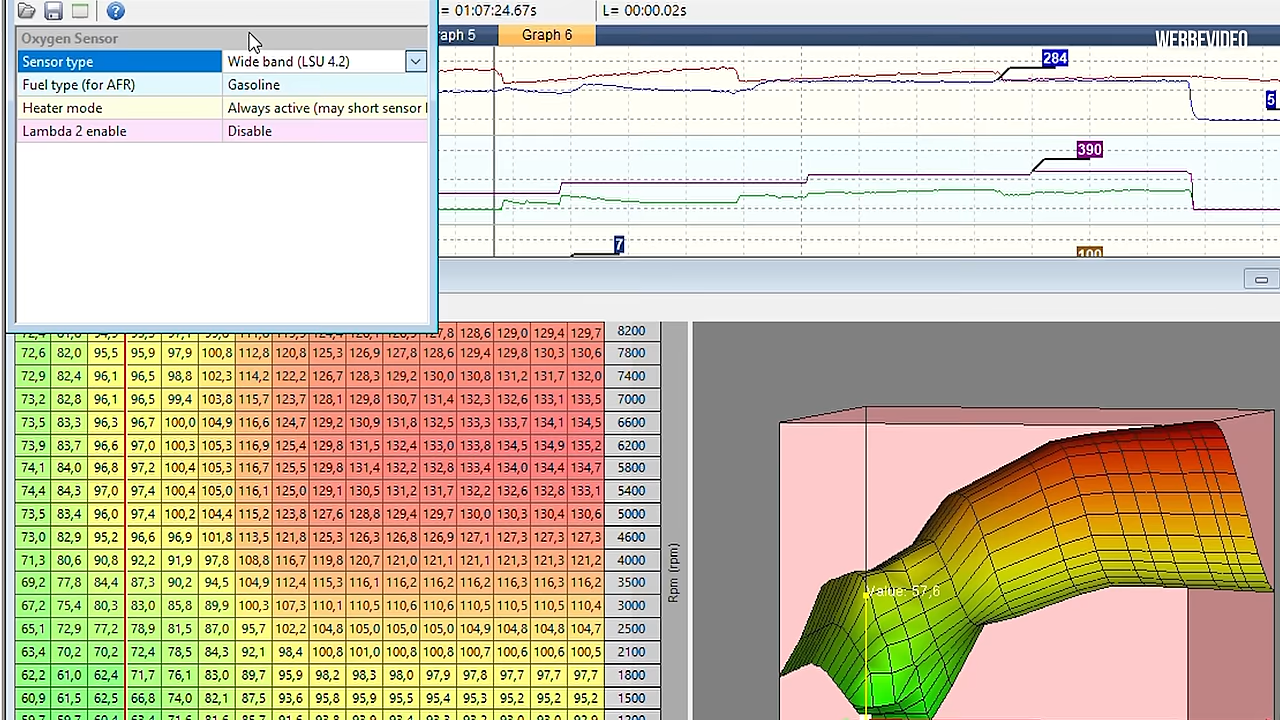 = 01:07:24.67s
L= 00:00.02s
raph 5
Graph 6
WERBEVIDEO
Oxygen Sensor
Sensor type Wide band (LSU 4.2)
Fuel type (for AFR) Gasoline
Heater mode Always active (may short sensor l
Lambda 2 enable Disable
284
5
390
7
100
128,6 129,0 129,4 129,7 8200
72,6 82,0 95,5 95,9 97,9 100,8 112,8 120,8 125,3 126,9 127,8 128,6 129,4 129,8 130,3 130,6 7800
72,9 82,4 96,1 96,5 98,8 102,3 114,2 122,2 126,7 128,3 129,2 130,0 130,8 131,2 131,7 132,0 7400
73,2 82,8 96,1 96,5 99,4 103,8 115,7 123,7 128,1 129,8 130,7 131,4 132,3 132,6 133,1 133,5 7000
73,5 83,3 96,3 96,7 100,0 104,9 116,6 124,7 129,2 130,9 131,8 132,5 133,3 133,7 134,1 134,5 6600
73,9 83,7 96,6 97,0 100,3 105,3 116,9 125,4 129,8 131,5 132,4 133,0 133,8 134,5 134,9 135,2 6200
74,1 84,0 96,8 97,2 100,4 105,3 116,7 125,5 129,8 131,4 132,2 132,8 133,4 134,0 134,4 134,7 5800
74,4 84,3 97,0 97,4 100,4 105,0 116,1 125,0 129,1 130,5 131,2 131,7 132,2 132,6 132,8 133,1 5400
73,5 83,4 96,0 97,4 100,2 104,4 115,2 123,8 127,6 128,8 129,4 129,7 130,0 130,3 130,4 130,6 5000
73,0 82,9 95,2 96,6 96,9 101,8 113,5 121,8 125,3 126,3 126,8 126,9 127,1 127,3 127,3 127,3 4600
71,3 80,6 90,8 92,2 91,9 97,8 108,8 116,7 119,8 120,7 121,0 121,1 121,1 121,3 121,3 121,2 4000
69,2 77,8 84,4 87,3 90,2 94,5 104,9 112,4 115,3 116,1 116,2 116,2 116,2 116,3 116,3 116,2 3500
67,2 75,4 80,3 83,0 85,8 89,9 100,3 107,3 110,1 110,5 110,6 110,6 110,5 110,5 110,5 110,4 3000
65,1 72,9 77,2 78,9 81,5 87,0 95,7 102,2 104,8 105,0 105,0 105,0 104,9 104,8 104,8 104,7 2500
63,4 70,2 70,2 72,4 78,5 84,3 92,1 98,4 100,8 101,0 100,8 100,8 100,7 100,6 100,6 100,5 2100
62,2 61,0 62,4 71,7 76,1 83,0 89,7 95,9 98,2 98,3 98,0 97,9 97,8 97,7 97,7 97,7 1800
60,9 61,5 62,5 66,8 74,0 82,1 87,5 93,6 95,8 95,9 95,5 95,4 95,3 95,2 95,2 95,2 1500
Rpm (rpm)
Value: 57,6